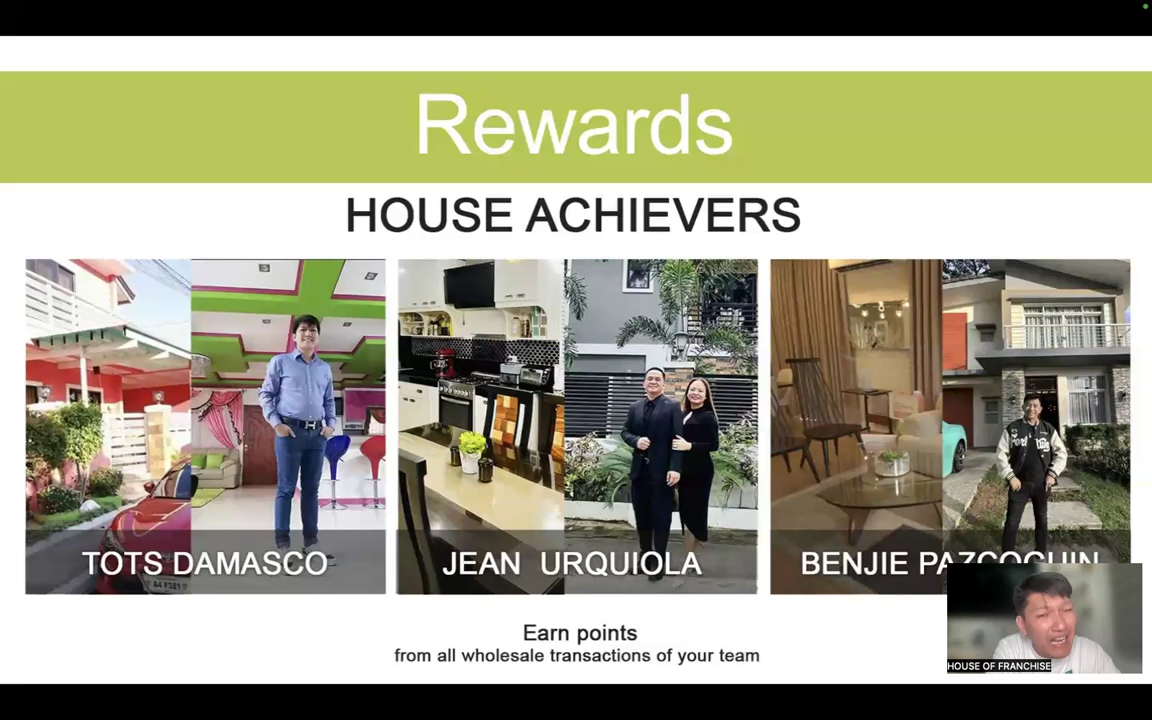 Rewards
HOUSE ACHIEVERS
TOTS DAMASCO
JEAN URQUIOLA
BENJIE PAZCOGUIN
Earn points
from all wholesale transactions of your team
HOUSE OF FRANCHISE